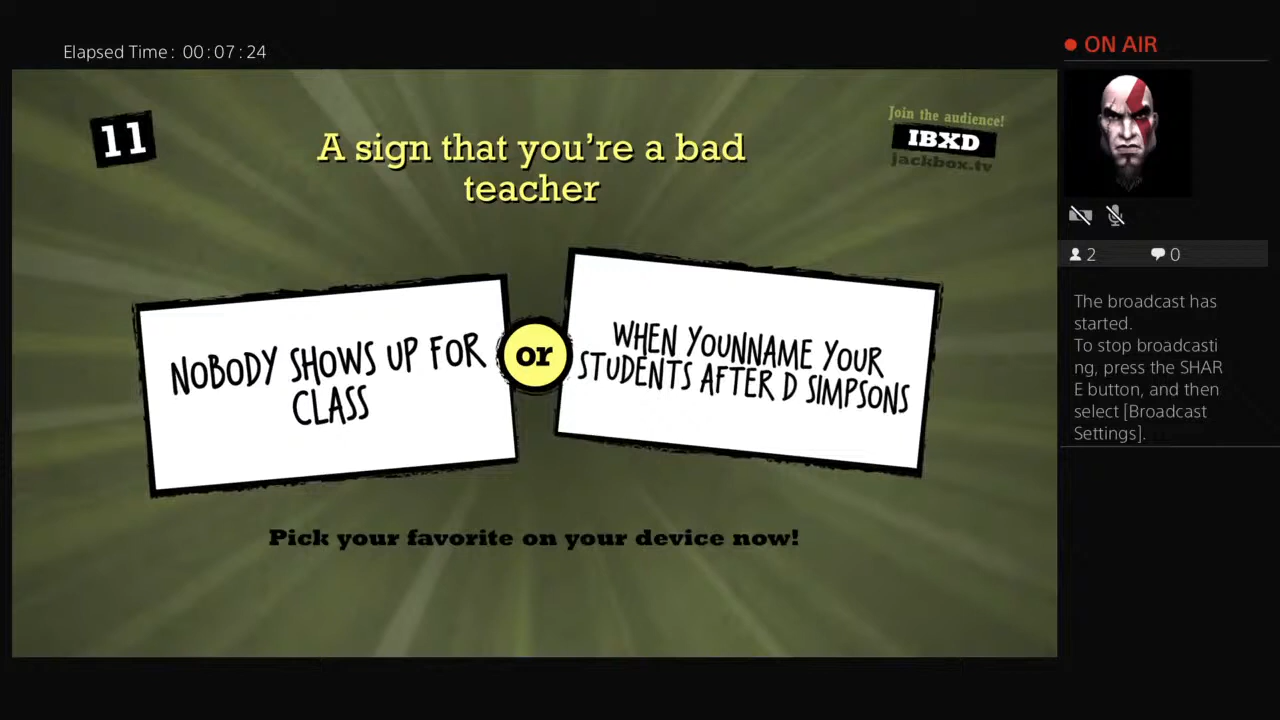 Elapsed Time: 00:07:24
ON AIR
11
A sign that you're a bad
teacher
Join the audience!
IBXD
jackbox.tv
NOBODY SHOWS UP FOR
CLASS
or
WHEN YOUNNAME YOUR
STUDENTS AFTER D SIMPSONS
Pick your favorite on your device now!
2
0
The broadcast has
started.
To stop broadcasti
ng, press the SHAR
E button, and then
select [Broadcast
Settings].